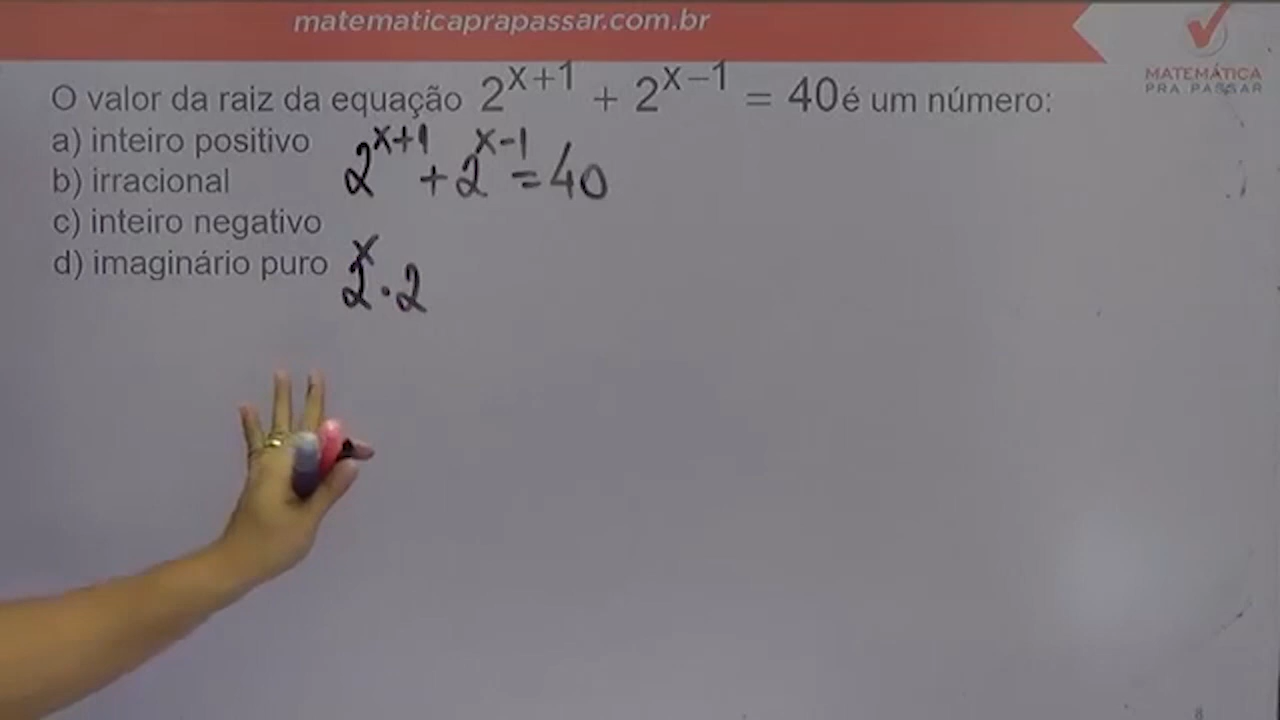 matematicaprapassar.com.br
MATEMÁTICA
PRA PASSAR
O valor da raiz da equação 2^{x+1} + 2^{x-1} = 40 é um número:
a) inteiro positivo
b) irracional
c) inteiro negativo
d) imaginário puro
2^{x+1} + 2^{x-1} = 40
2^x · 2
8